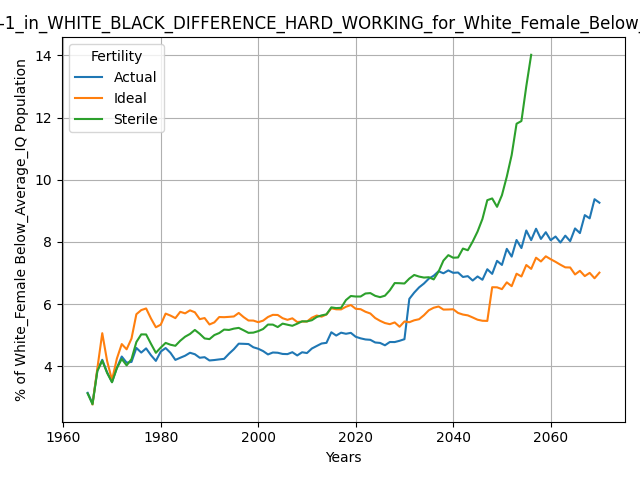 -1_in_WHITE_BLACK_DIFFERENCE_HARD_WORKING_for_White_Female_Below_
% of White_Female Below_Average_IQ Population
14
12
10
8
6
4
Fertility
Actual
Ideal
Sterile
1960 1980 2000 2020 2040 2060
Years